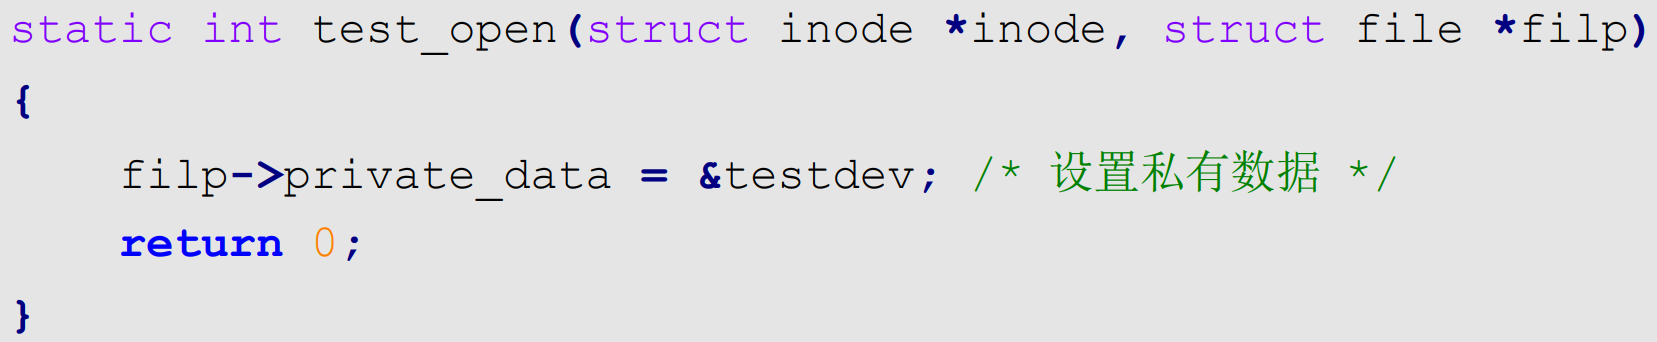 static int test_open(struct inode *inode, struct file *filp)
{
    filp->private_data = &testdev; /* 设置私有数据 */
    return 0;
}